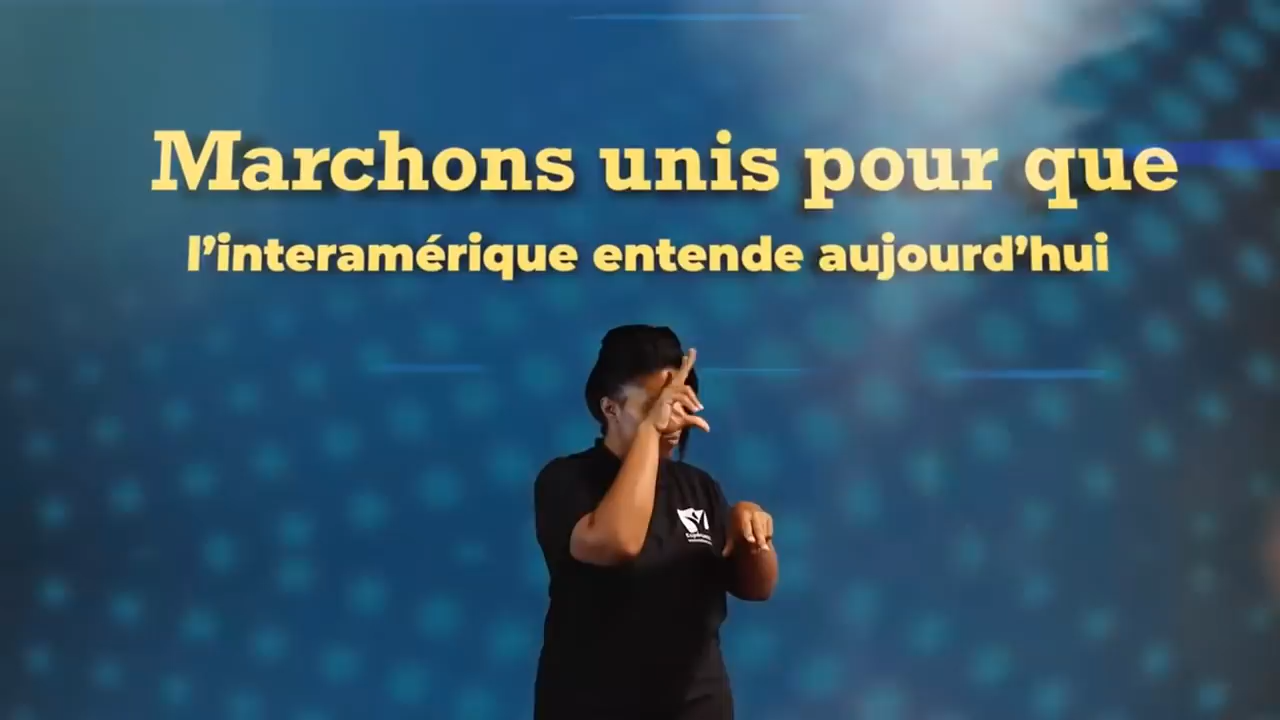 Marchons unis pour que
l’interamérique entende aujourd’hui